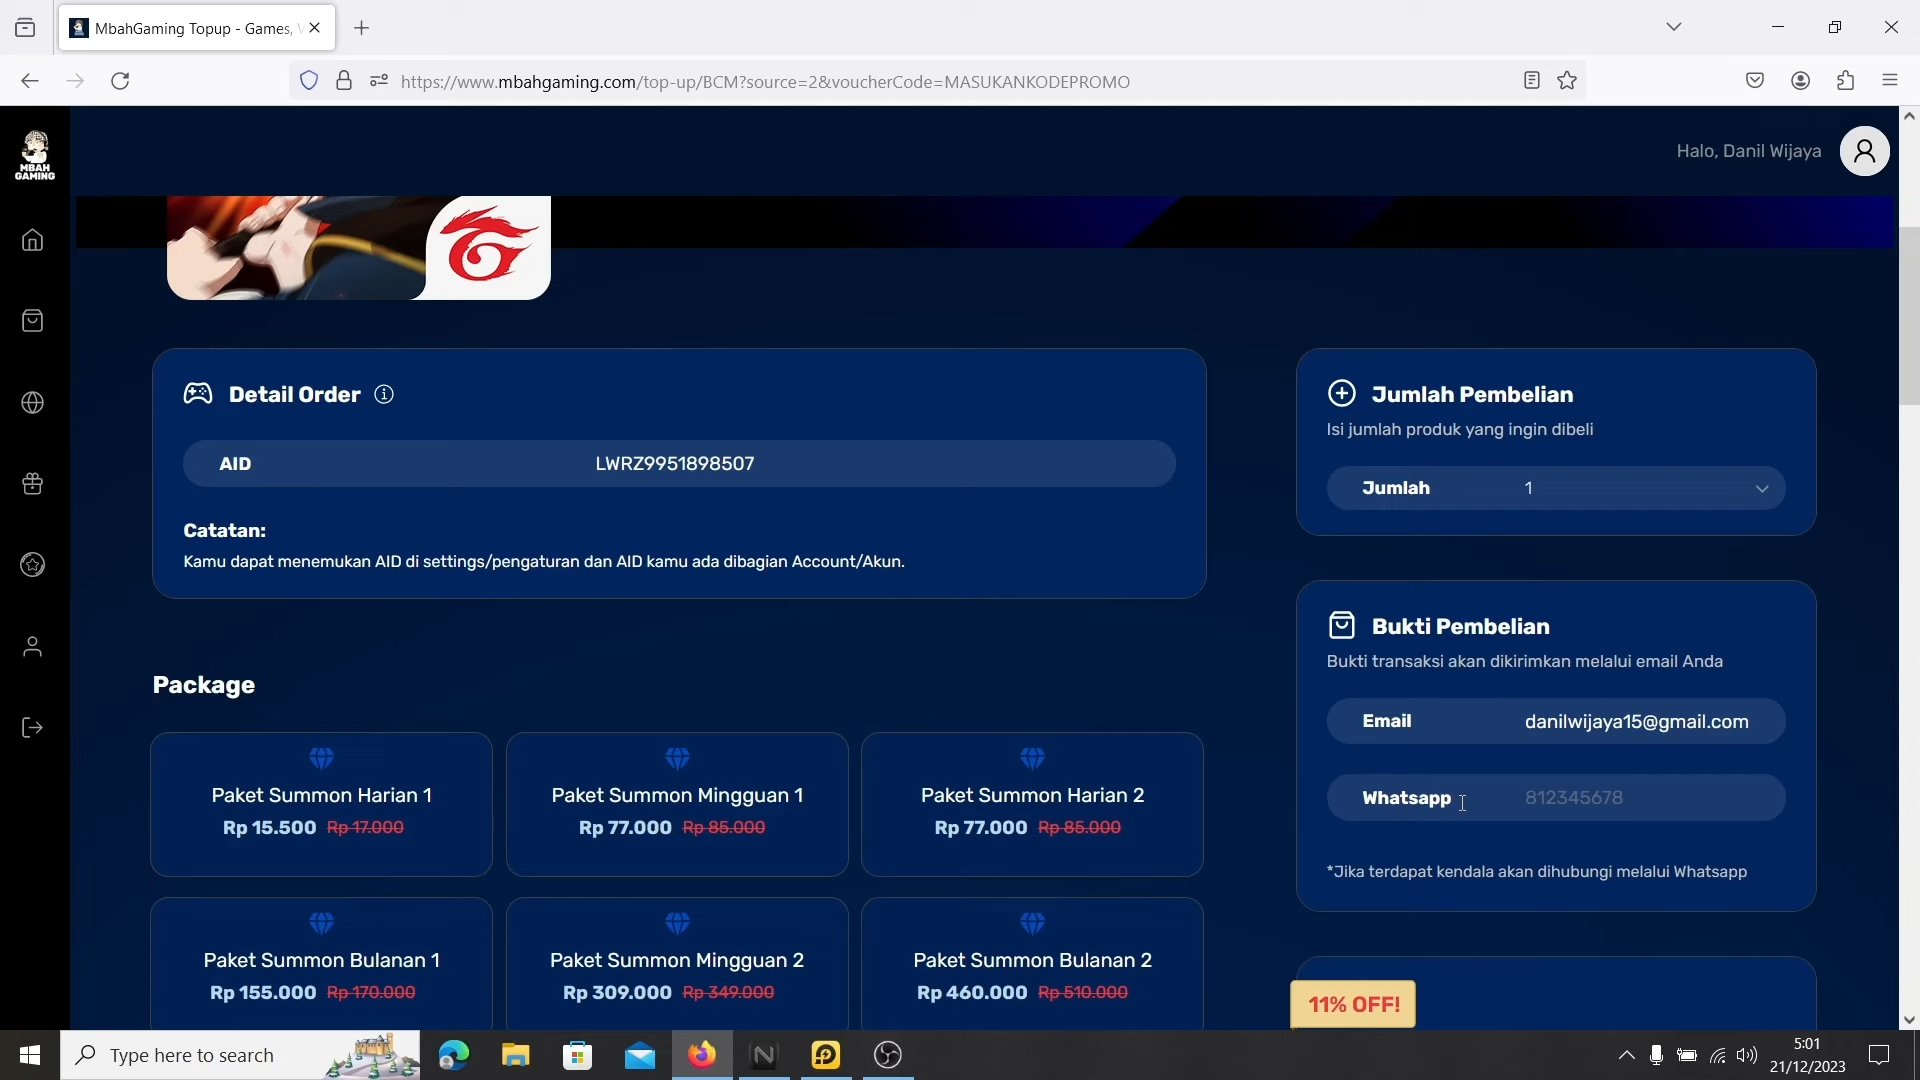 MbahGaming Topup - Games, V
https://www.mbahgaming.com/top-up/BCM?source=2&voucherCode=MASUKANKODEPROMO
MBAH
GAMING
Halo, Danil Wijaya
Detail Order
AID LWRZ9951898507
Catatan:
Kamu dapat menemukan AID di settings/pengaturan dan AID kamu ada dibagian Account/Akun.
Jumlah Pembelian
Isi jumlah produk yang ingin dibeli
Jumlah 1
Bukti Pembelian
Bukti transaksi akan dikirimkan melalui email Anda
Email danilwijaya15@gmail.com
Whatsapp 812345678
*Jika terdapat kendala akan dihubungi melalui Whatsapp
Package
Paket Summon Harian 1
Rp 15.500 Rp 17.000
Paket Summon Mingguan 1
Rp 77.000 Rp 85.000
Paket Summon Harian 2
Rp 77.000 Rp 85.000
Paket Summon Bulanan 1
Rp 155.000 Rp 170.000
Paket Summon Mingguan 2
Rp 309.000 Rp 349.000
Paket Summon Bulanan 2
Rp 460.000 Rp 510.000
11% OFF!
Type here to search
5:01
21/12/2023